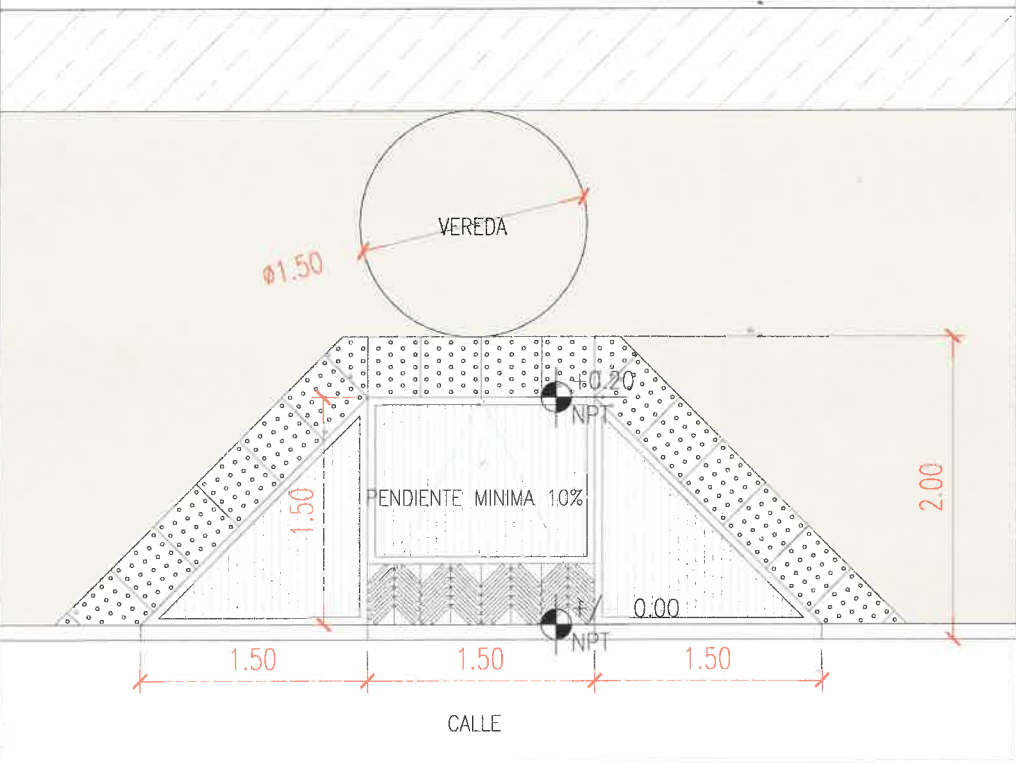 VEREDA
ø1.50
+0.20
NPT
1.50
PENDIENTE MINIMA 10%
2.00
+/ 0.00
NPT
1.50
1.50
1.50
CALLE